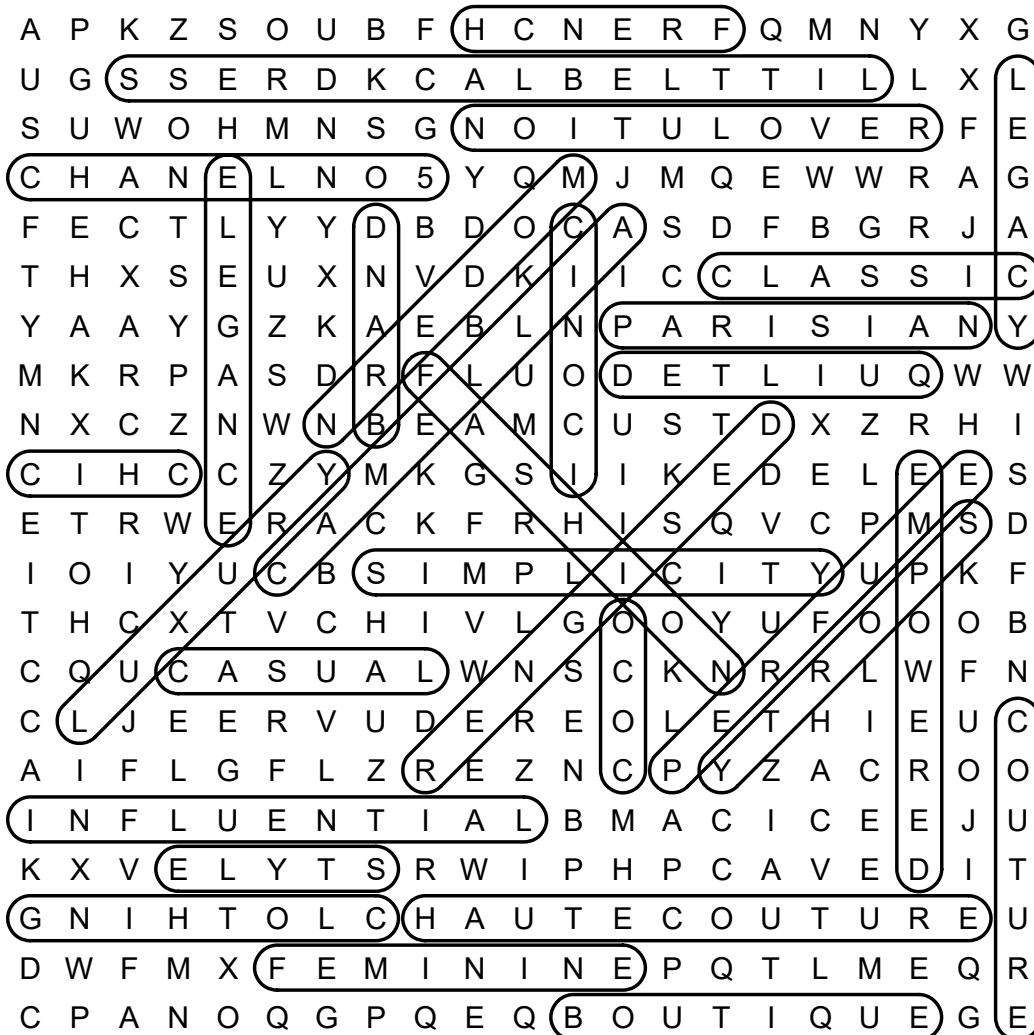 A P K Z S O U B F H C N E R F Q M N Y X G
U G S S E R D K C A L B E L T T I L L X L
S U W O H M N S G N O I T U L O V E R F E
C H A N E L N O 5 Y Q M J M Q E W W R A G
F E C T L Y Y D B D O C A S D F B G R J A
T H X S E U X N V D K I I C C L A S S I C
Y A A Y G Z K A E B L N P A R I S I A N Y
M K R P A S D R F L U O D E T L I U Q W W
N X C Z N W N B E A M C U S T D X Z R H I
C I H C C Z Y M K G S I I K E D E L E E S
E T R W E R A C K F R H I S Q V C P M S D
I O I Y U C B S I M P L I C I T Y U P K F
T H C X T V C H I V L G O O Y U F O O O B
C Q U C A S U A L W N S C K N R R L W F N
C L J E E R V U D E R E O L E T H I E U C
A I F L G F L Z R E Z N C P Y Z A C R O O
I N F L U E N T I A L B M A C I C E E J U
K X V E L Y T S R W I P H P C A V E D I T
G N I H T O L C H A U T E C O U T U R E U
D W F M X F E M I N I N E P Q T L M E Q R
C P A N O Q G P Q E Q B O U T I Q U E G E